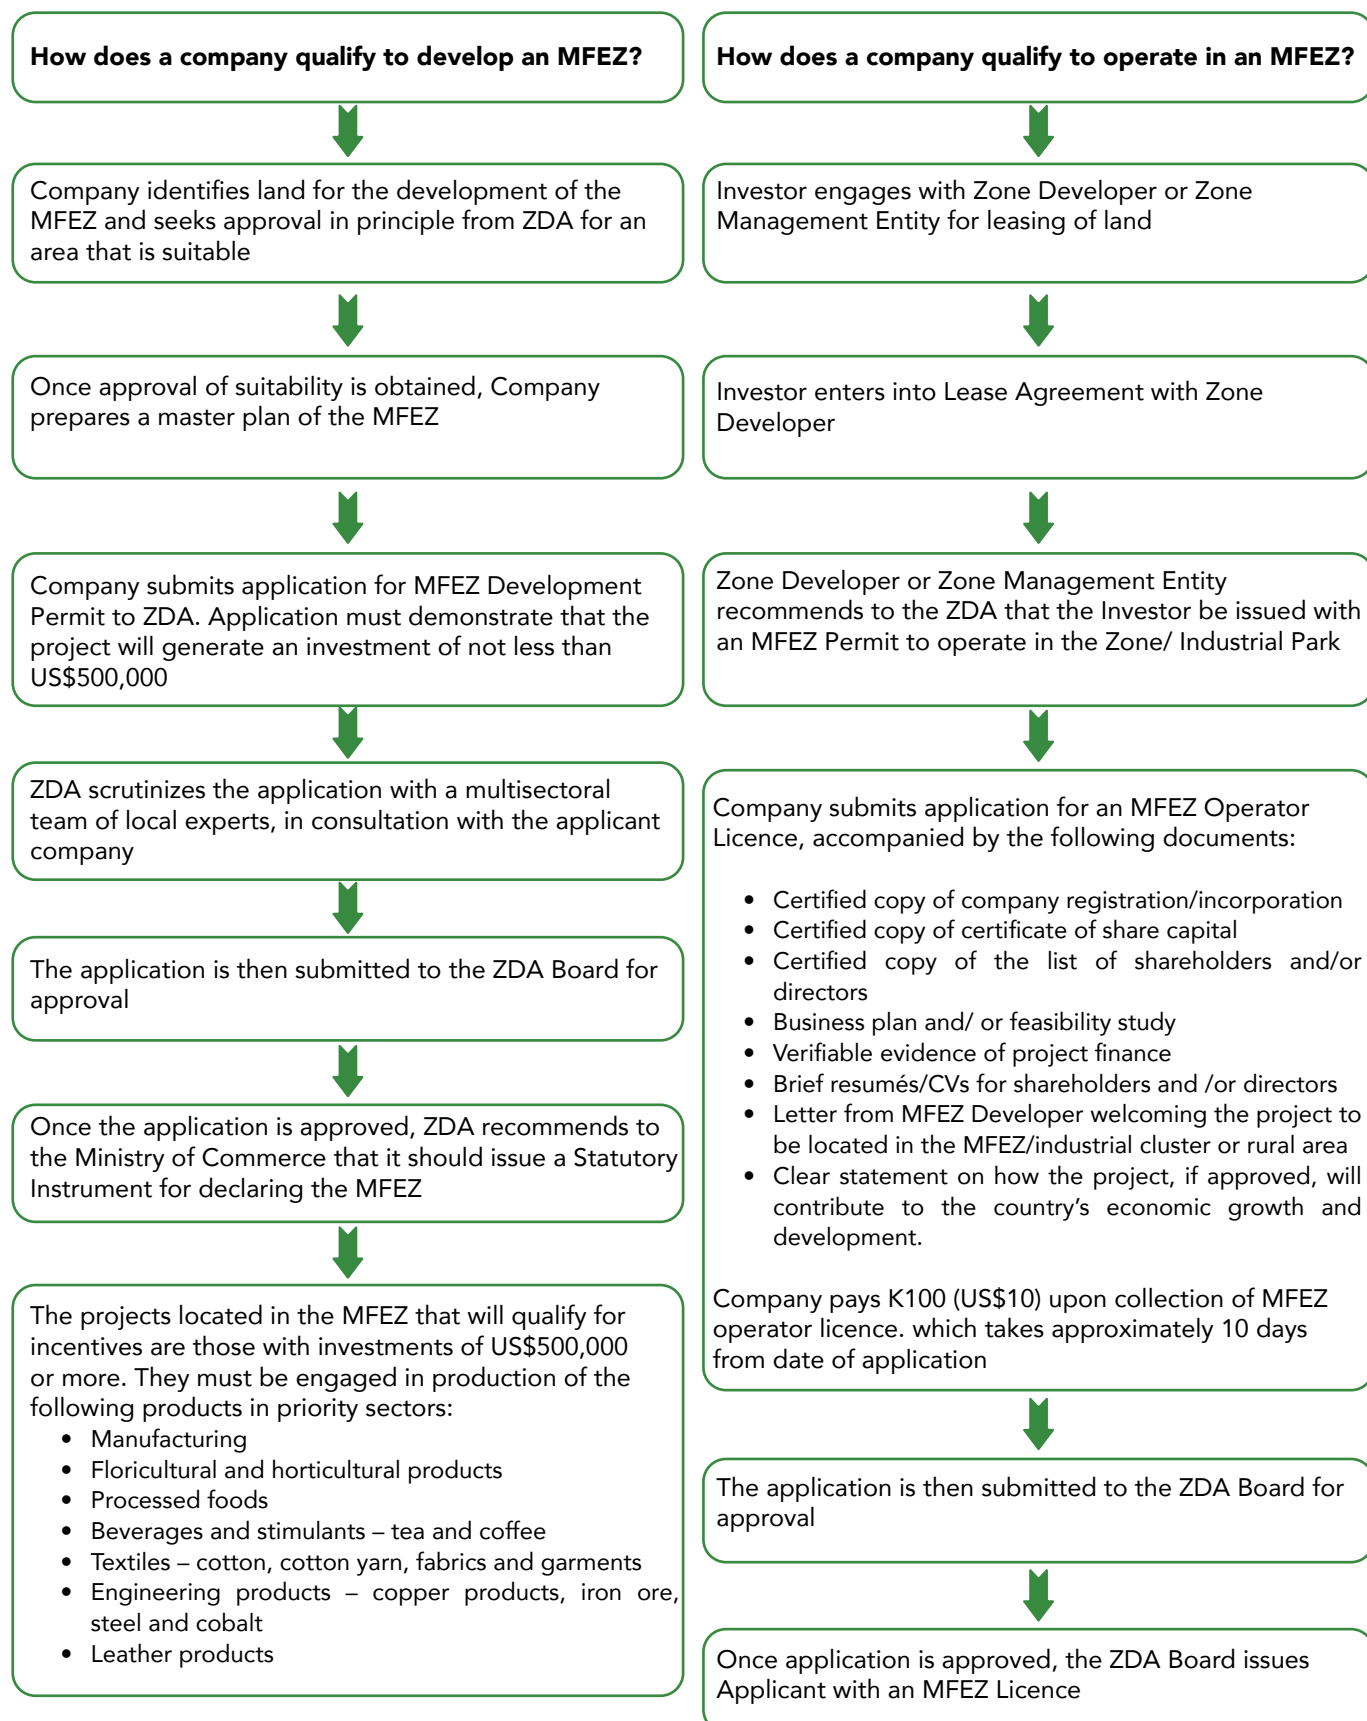 How does a company qualify to develop an MFEZ?
Company identifies land for the development of the
MFEZ and seeks approval in principle from ZDA for an
area that is suitable
Once approval of suitability is obtained, Company
prepares a master plan of the MFEZ
Company submits application for MFEZ Development
Permit to ZDA. Application must demonstrate that the
project will generate an investment of not less than
US$500,000
ZDA scrutinizes the application with a multisectoral
team of local experts, in consultation with the applicant
company
The application is then submitted to the ZDA Board for
approval
Once the application is approved, ZDA recommends to
the Ministry of Commerce that it should issue a Statutory
Instrument for declaring the MFEZ
The projects located in the MFEZ that will qualify for
incentives are those with investments of US$500,000
or more. They must be engaged in production of the
following products in priority sectors:
• Manufacturing
• Floricultural and horticultural products
• Processed foods
• Beverages and stimulants – tea and coffee
• Textiles – cotton, cotton yarn, fabrics and garments
• Engineering products – copper products, iron ore,
steel and cobalt
• Leather products
How does a company qualify to operate in an MFEZ?
Investor engages with Zone Developer or Zone
Management Entity for leasing of land
Investor enters into Lease Agreement with Zone
Developer
Zone Developer or Zone Management Entity
recommends to the ZDA that the Investor be issued with
an MFEZ Permit to operate in the Zone/ Industrial Park
Company submits application for an MFEZ Operator
Licence, accompanied by the following documents:
• Certified copy of company registration/incorporation
• Certified copy of certificate of share capital
• Certified copy of the list of shareholders and/or
directors
• Business plan and/ or feasibility study
• Verifiable evidence of project finance
• Brief resumés/CVs for shareholders and /or directors
• Letter from MFEZ Developer welcoming the project to
be located in the MFEZ/industrial cluster or rural area
• Clear statement on how the project, if approved, will
contribute to the country's economic growth and
development.
Company pays K100 (US$10) upon collection of MFEZ
operator licence. which takes approximately 10 days
from date of application
The application is then submitted to the ZDA Board for
approval
Once application is approved, the ZDA Board issues
Applicant with an MFEZ Licence